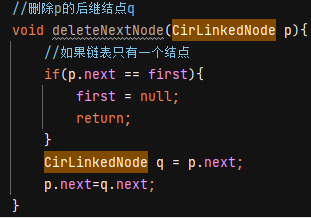 //删除p的后维结点q
void deleteNextNode(CirLinkedNode p){
//如果链表只有一个结点
if(p.next == first){
first = null;
return;
}
CirLinkedNode q = p.next;
p.next=q.next;
}